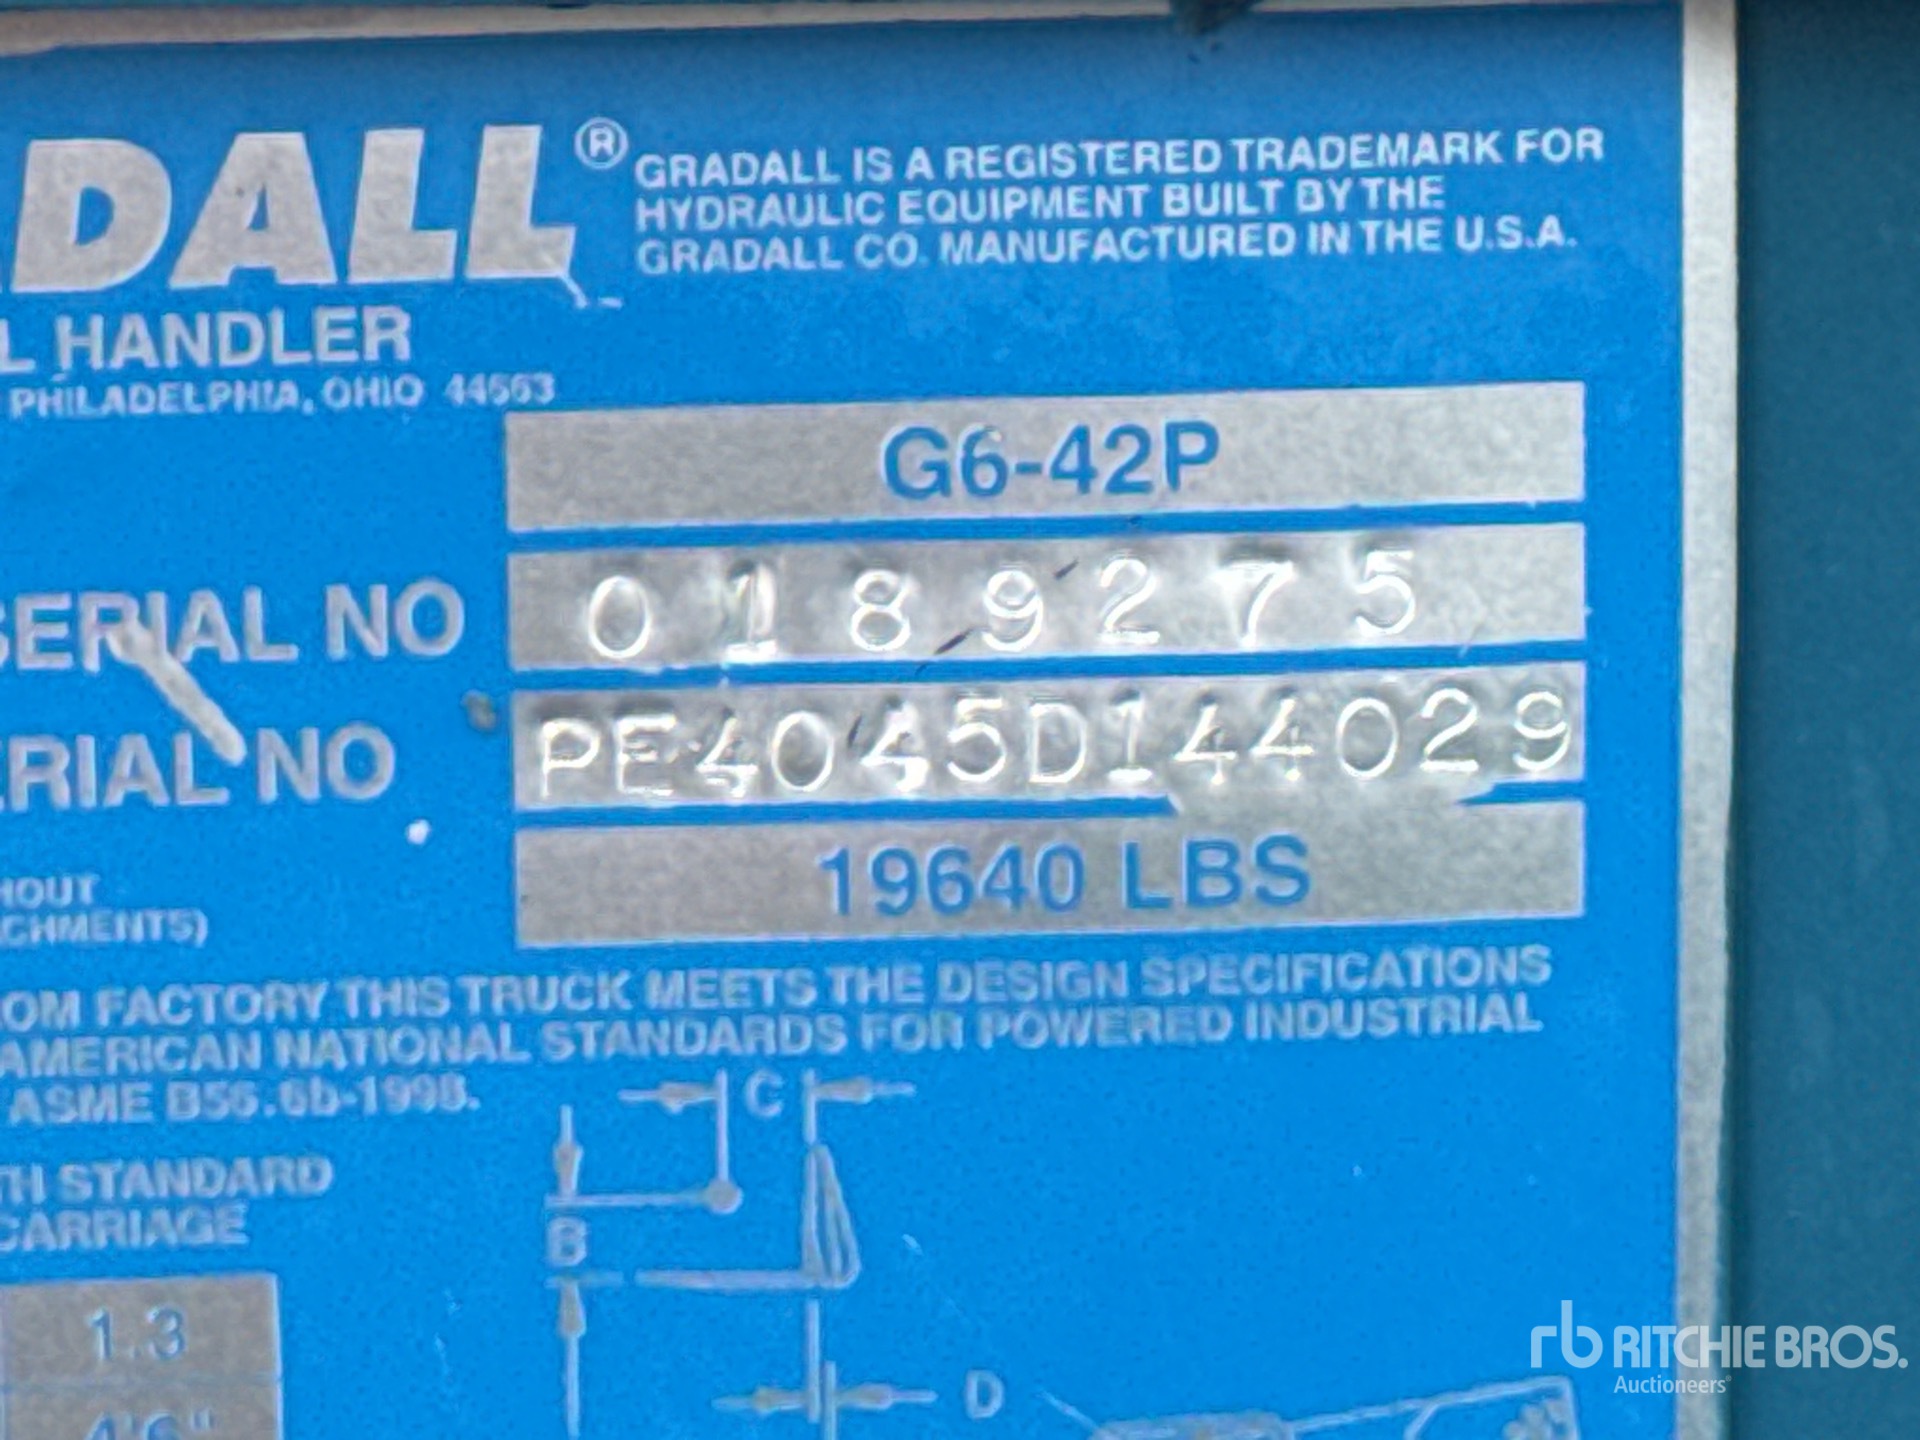 DALL®
GRADALL IS A REGISTERED TRADEMARK FOR
HYDRAULIC EQUIPMENT BUILT BY THE
GRADALL CO. MANUFACTURED IN THE U.S.A.
L HANDLER
PHILADELPHIA, OHIO 44663
G6-42P
SERIAL NO 0189275
ERIAL NO PE4045D144029
19640 LBS
HOUT
CHMENTS)
OM FACTORY THIS TRUCK MEETS THE DESIGN SPECIFICATIONS
AMERICAN NATIONAL STANDARDS FOR POWERED INDUSTRIAL
ASME B56.6b-1998.
C
TH STANDARD
CARRIAGE
B
1.3
D
4'6"
rb RITCHIE BROS.
Auctioneers